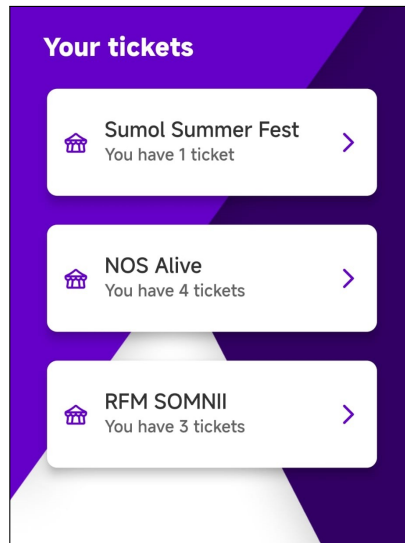 Your tickets
Sumol Summer Fest
You have 1 ticket
NOS Alive
You have 4 tickets
RFM SOMNII
You have 3 tickets